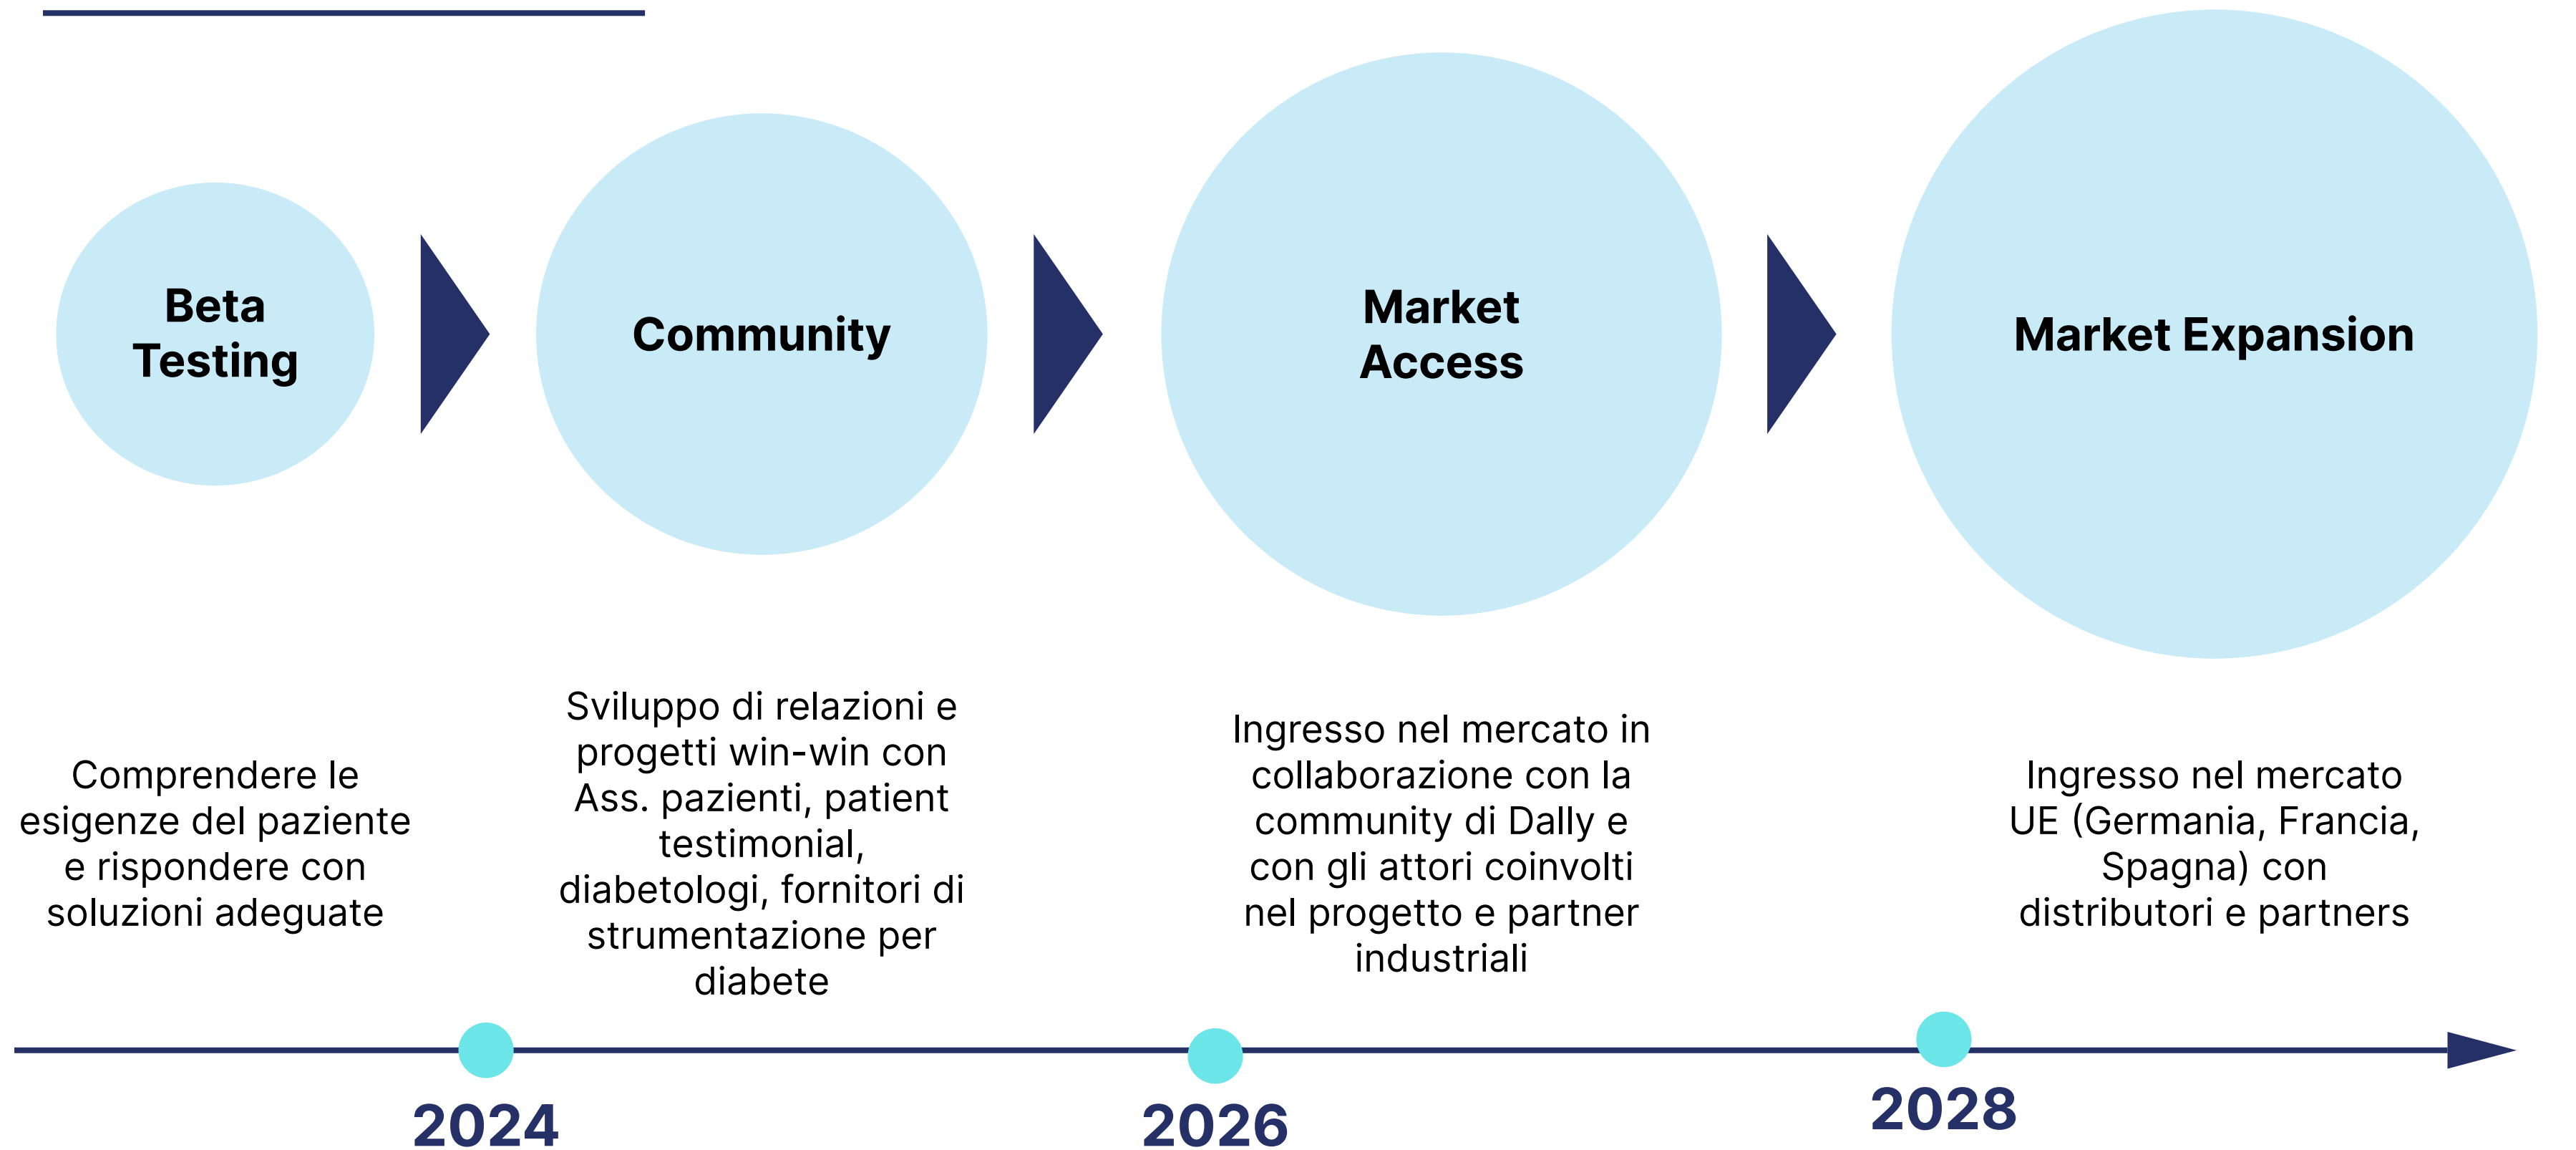 Beta
Testing
Community
Market
Access
Market Expansion
Comprendere le
esigenze del paziente
e rispondere con
soluzioni adeguate
Sviluppo di relazioni e
progetti win-win con
Ass. pazienti, patient
testimonial,
diabetologi, fornitori di
strumentazione per
diabete
Ingresso nel mercato in
collaborazione con la
community di Dally e
con gli attori coinvolti
nel progetto e partner
industriali
Ingresso nel mercato
UE (Germania, Francia,
Spagna) con
distributori e partners
2024
2026
2028